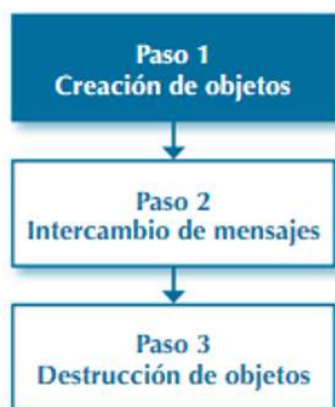 Paso 1
Creación de objetos
Paso 2
Intercambio de mensajes
Paso 3
Destrucción de objetos